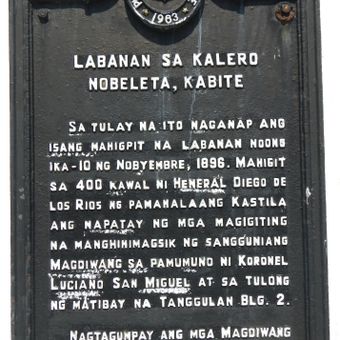 1963
LABANAN SA KALERO
NOBELETA, KABITE
SA TULAY NA ITO NAGANAP ANG
ISANG MAHIGPIT NA LABANAN NOONG
IKA-10 NG NOBYEMBRE, 1896. MAHIGIT
SA 400 KAWAL NI HENERAL DIEGO DE
LOS RIOS NG PAMAHALAANG KASTILA
ANG NAPATAY NG MGA MAGIGITING
NA MANGHIHIMAGSIK NG SANGGUNIANG
MAGDIWANG SA PAMUMUNO NI KORONEL
LUCIANO SAN MIGUEL AT SA TULONG
NG MATIBAY NA TANGGULAN BLG. 2.
NAGTAGUMPAY ANG MGA MAGDIWANG